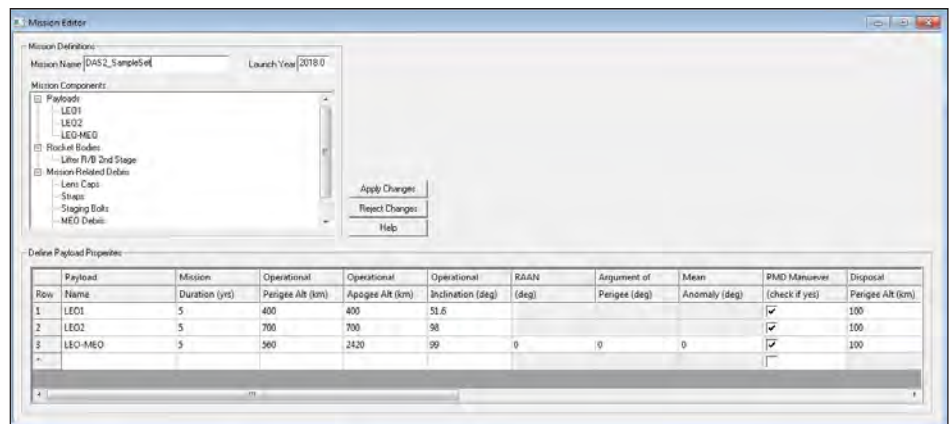 Mission Editor
Mission Definitions
Mission Name DAS2_SampleSet Launch Year 2018.0
Mission Components
Payloads
LEO1
LEO2
LEO-MEO
Rocket Bodies
Lifter R/B 2nd Stage
Mission Related Debris
Lens Caps
Straps
Staging Bolts
MEO Debris
Apply Changes
Reject Changes
Help
Define Payload Properites
Payload Mission Operational Operational Operational RAAN Argument of Mean PMD Manuever Disposal
Row Name Duration (yrs) Perigee Alt (km) Apogee Alt (km) Inclination (deg) (deg) Perigee (deg) Anomaly (deg) (check if yes) Perigee Alt (km)
1 LEO1 5 400 400 51.6 100
2 LEO2 5 700 700 98 100
3 LEO-MEO 5 560 2420 99 0 0 0 100
*